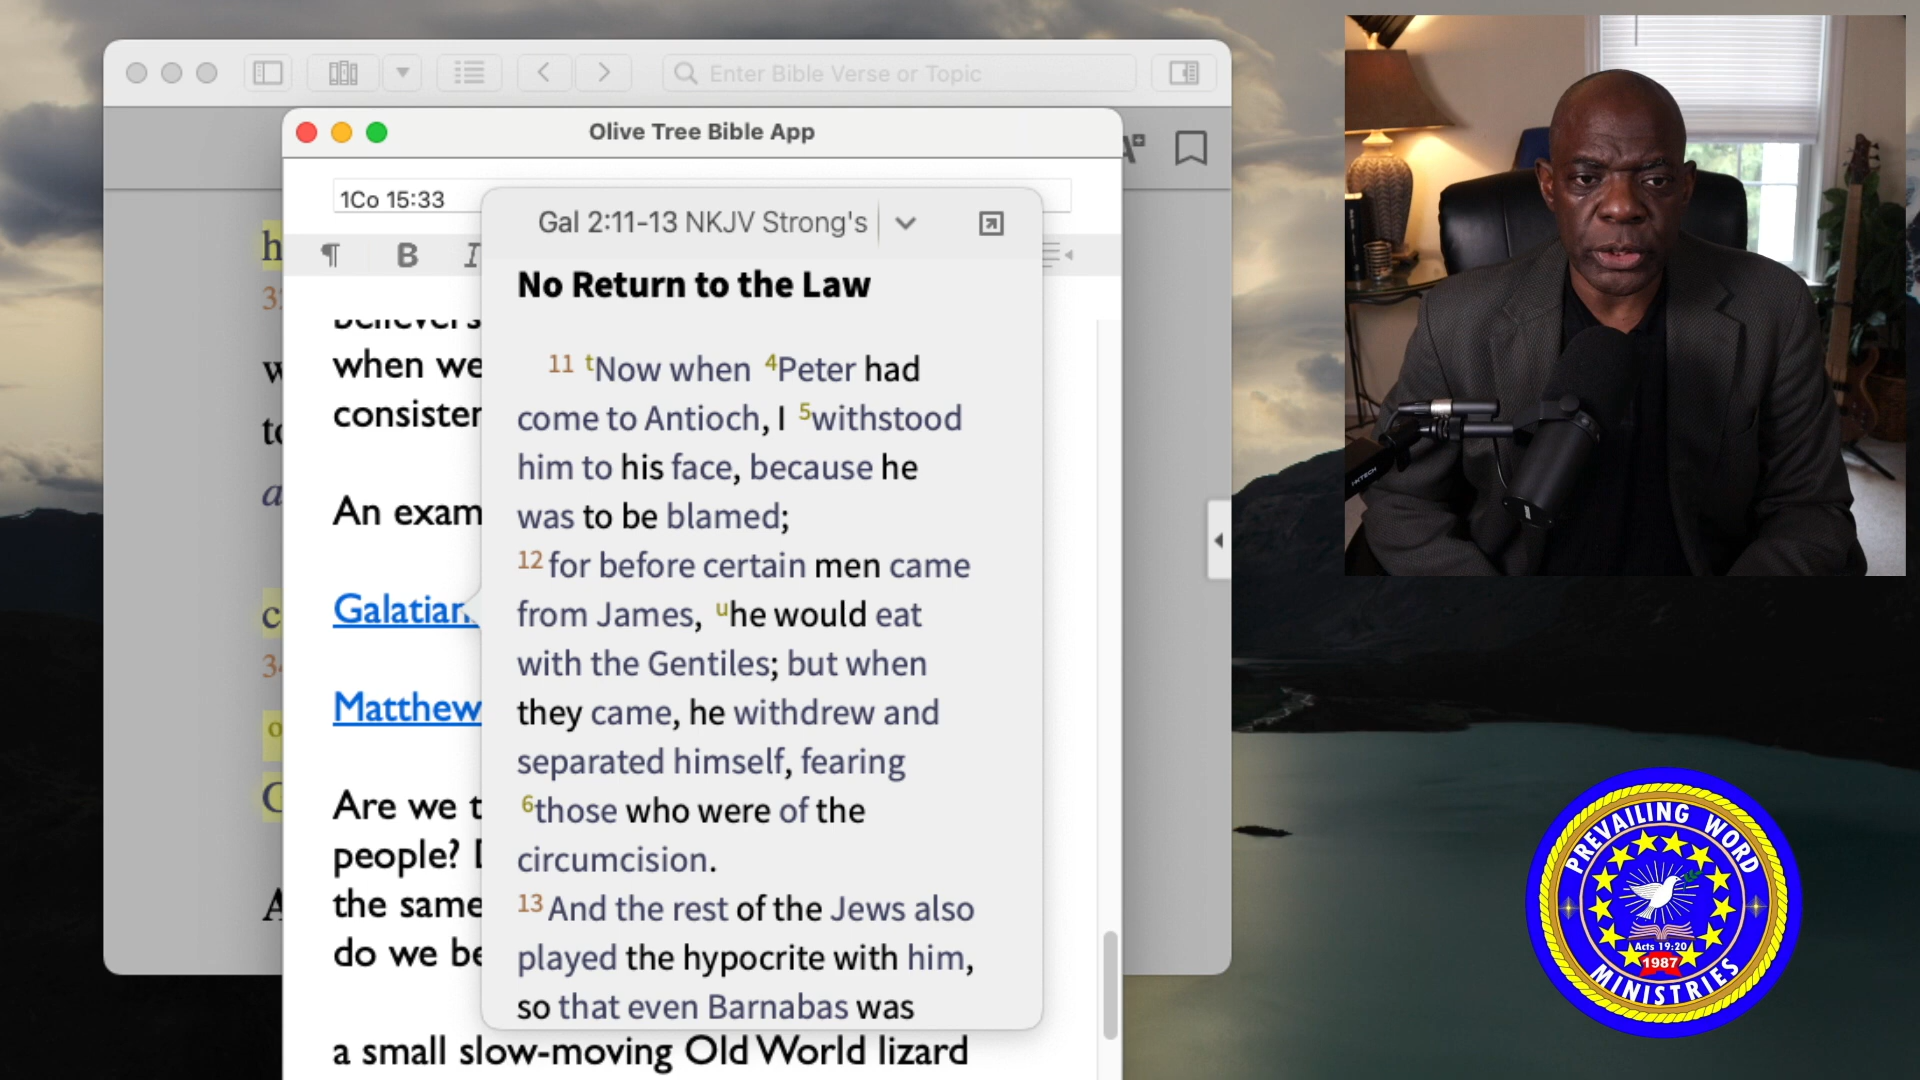 Enter Bible Verse or Topic
Olive Tree Bible App
1Co 15:33
Gal 2:11-13 NKJV Strong's
¶ B I
No Return to the Law
when we
consisten
An exam
Galatian
Matthew
Are we t
people?
the same
do we be
a small slow-moving Old World lizard
11 tNow when 4Peter had
come to Antioch, I 5withstood
him to his face, because he
was to be blamed;
12 for before certain men came
from James, uhe would eat
with the Gentiles; but when
they came, he withdrew and
separated himself, fearing
6those who were of the
circumcision.
13 And the rest of the Jews also
played the hypocrite with him,
so that even Barnabas was
PREVAILING WORD
Acts 19:20
1987
MINISTRIES